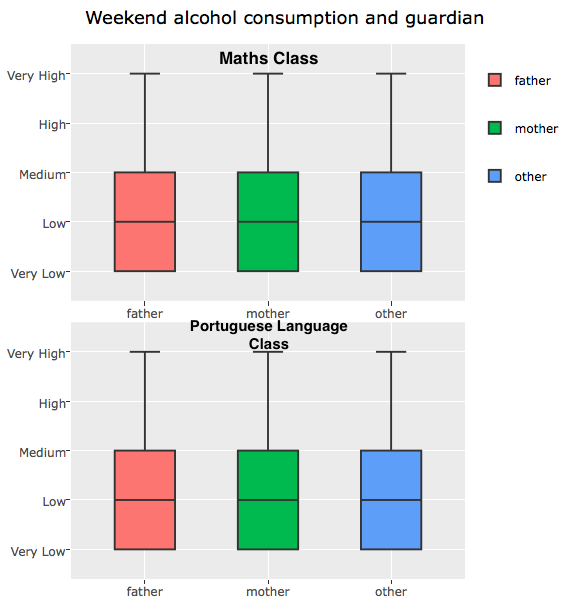 Weekend alcohol consumption and guardian
Maths Class
Very High
High
Medium
Low
Very Low
father
mother
other
father
mother
other
Portuguese Language
Class
Very High
High
Medium
Low
Very Low
father
mother
other